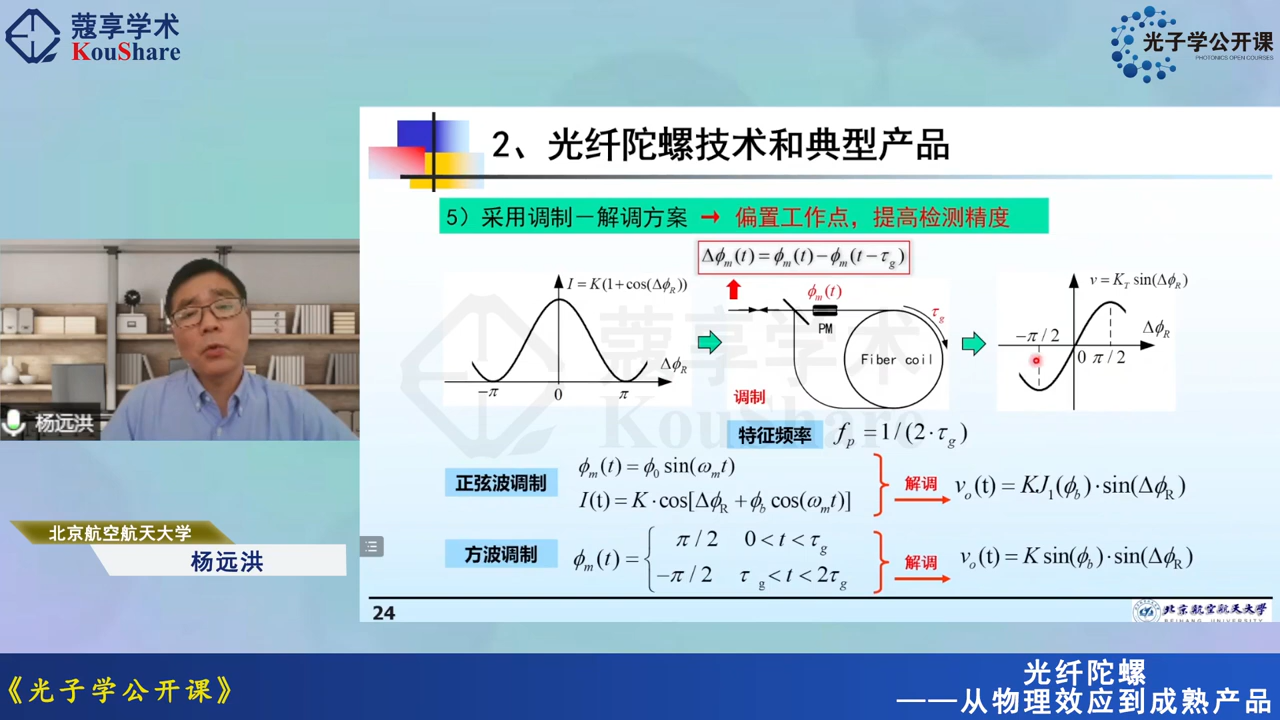 蔻享学术
KouShare
光子学公开课
PHOTONICS OPEN COURSES
2、光纤陀螺技术和典型产品
5）采用调制－解调方案 → 偏置工作点，提高检测精度
Δϕm(t)=ϕm(t)−ϕm(t−τg)
I=K(1+cos(ΔϕR))
ΔϕR
−π 0 π
ϕm(t)
PM
τg
Fiber coil
调制
v=KT sin(ΔϕR)
ΔϕR
−π/2
0 π/2
蔻享学术
KouShare
特征频率 fp=1/(2·τg)
正弦波调制
ϕm(t)=ϕ0 sin(ωmt)
I(t)=K·cos[ΔϕR+ϕb cos(ωmt)]
解调
vo(t)=KJ1(ϕb)·sin(ΔϕR)
方波调制
ϕm(t)={
π/2 0<t<τg
−π/2 τg<t<2τg
解调
vo(t)=K sin(ϕb)·sin(ΔϕR)
24
北京航空航天大学
BEIHANG UNIVERSITY
杨远洪
北京航空航天大学
杨远洪
《光子学公开课》
光纤陀螺
——从物理效应到成熟产品